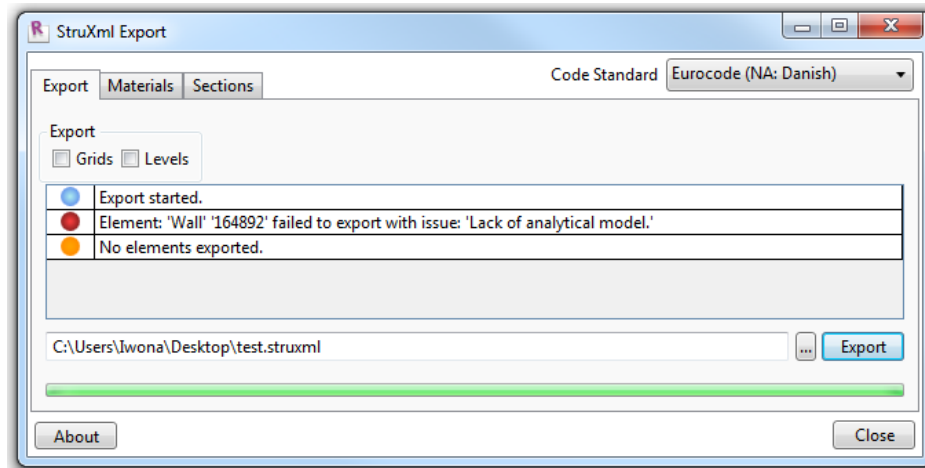 StruXml Export
Code Standard Eurocode (NA: Danish)
Export Materials Sections
Export
Grids Levels
Export started.
Element: 'Wall' '164892' failed to export with issue: 'Lack of analytical model.'
No elements exported.
C:\Users\Iwona\Desktop\test.struxml ... Export
About Close